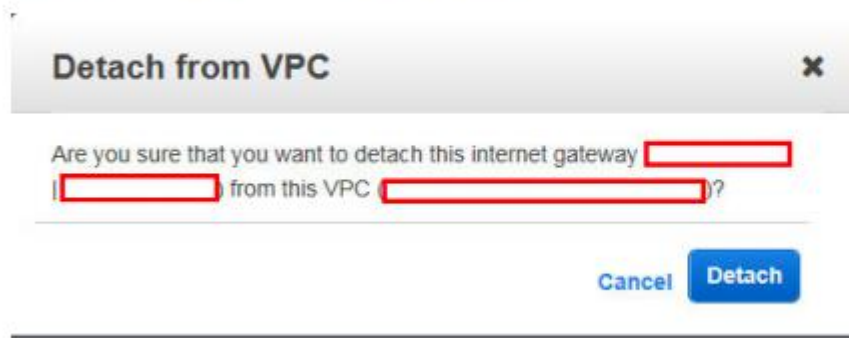 Detach from VPC ✖
Are you sure that you want to detach this internet gateway
) from this VPC ( )?
Cancel Detach